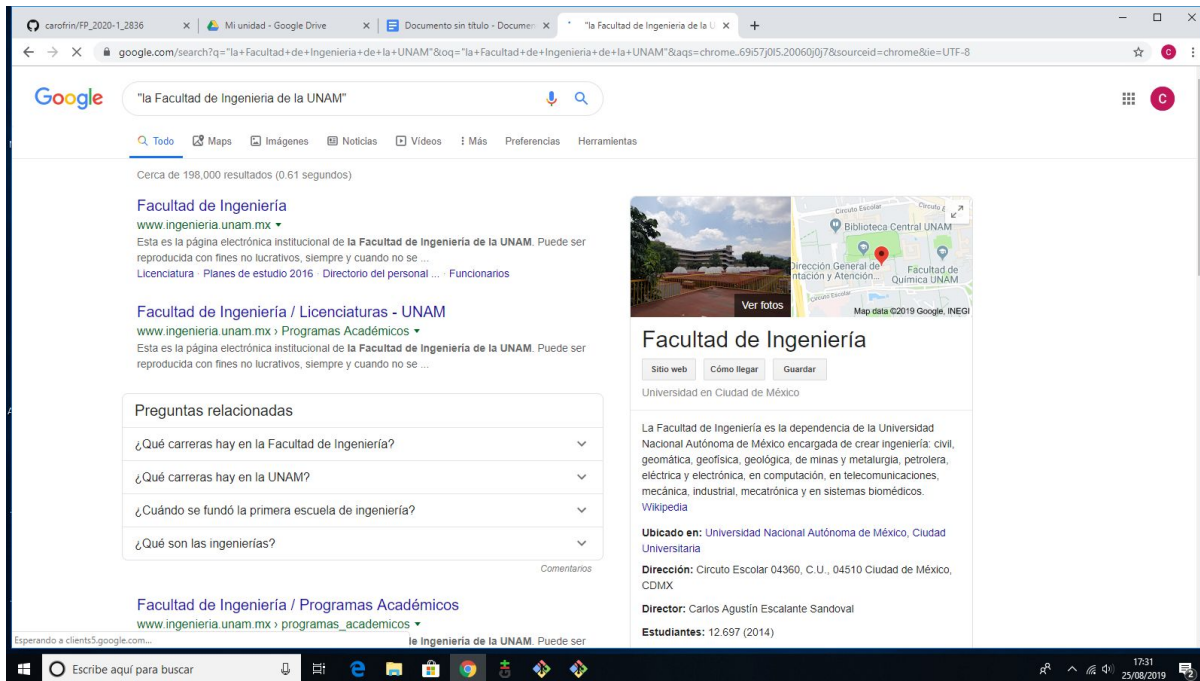 carofrin/FP_2020-1_2836
Mi unidad - Google Drive
Documento sin título - Documen
"la Facultad de Ingenieria de la U
google.com/search?q="la+Facultad+de+Ingenieria+de+la+UNAM"&oq="la+Facultad+de+Ingenieria+de+la+UNAM"&aqs=chrome..69i57j0l5.20060j0j7&sourceid=chrome&ie=UTF-8
C
Google
"la Facultad de Ingenieria de la UNAM"
C
Todo Maps Imágenes Noticias Vídeos Más Preferencias Herramientas
Cerca de 198,000 resultados (0.61 segundos)
Facultad de Ingeniería
www.ingenieria.unam.mx
Esta es la página electrónica institucional de la Facultad de Ingeniería de la UNAM. Puede ser
reproducida con fines no lucrativos, siempre y cuando no se ...
Licenciatura · Planes de estudio 2016 · Directorio del personal ... · Funcionarios
Facultad de Ingeniería / Licenciaturas - UNAM
www.ingenieria.unam.mx › Programas Académicos
Esta es la página electrónica institucional de la Facultad de Ingeniería de la UNAM. Puede ser
reproducida con fines no lucrativos, siempre y cuando no se ...
Preguntas relacionadas
¿Qué carreras hay en la Facultad de Ingeniería?
¿Qué carreras hay en la UNAM?
¿Cuándo se fundó la primera escuela de ingeniería?
¿Qué son las ingenierías?
Comentarios
Facultad de Ingeniería / Programas Académicos
www.ingenieria.unam.mx › programas_academicos
le Ingeniería de la UNAM. Puede ser
Esperando a clients5.google.com...
Ver fotos
Circuto Escolar
Biblioteca Central UNAM
Dirección General de
ntación y Atención...
Facultad de
Química UNAM
Circuto Escolar
Map data ©2019 Google, INEGI
Facultad de Ingeniería
Sitio web Cómo llegar Guardar
Universidad en Ciudad de México
La Facultad de Ingeniería es la dependencia de la Universidad
Nacional Autónoma de México encargada de crear ingeniería: civil,
geomática, geofísica, geológica, de minas y metalurgia, petrolera,
eléctrica y electrónica, en computación, en telecomunicaciones,
mecánica, industrial, mecatrónica y en sistemas biomédicos.
Wikipedia
Ubicado en: Universidad Nacional Autónoma de México, Ciudad
Universitaria
Dirección: Circuto Escolar 04360, C.U., 04510 Ciudad de México,
CDMX
Director: Carlos Agustín Escalante Sandoval
Estudiantes: 12.697 (2014)
Escribe aquí para buscar
17:31
25/08/2019
2